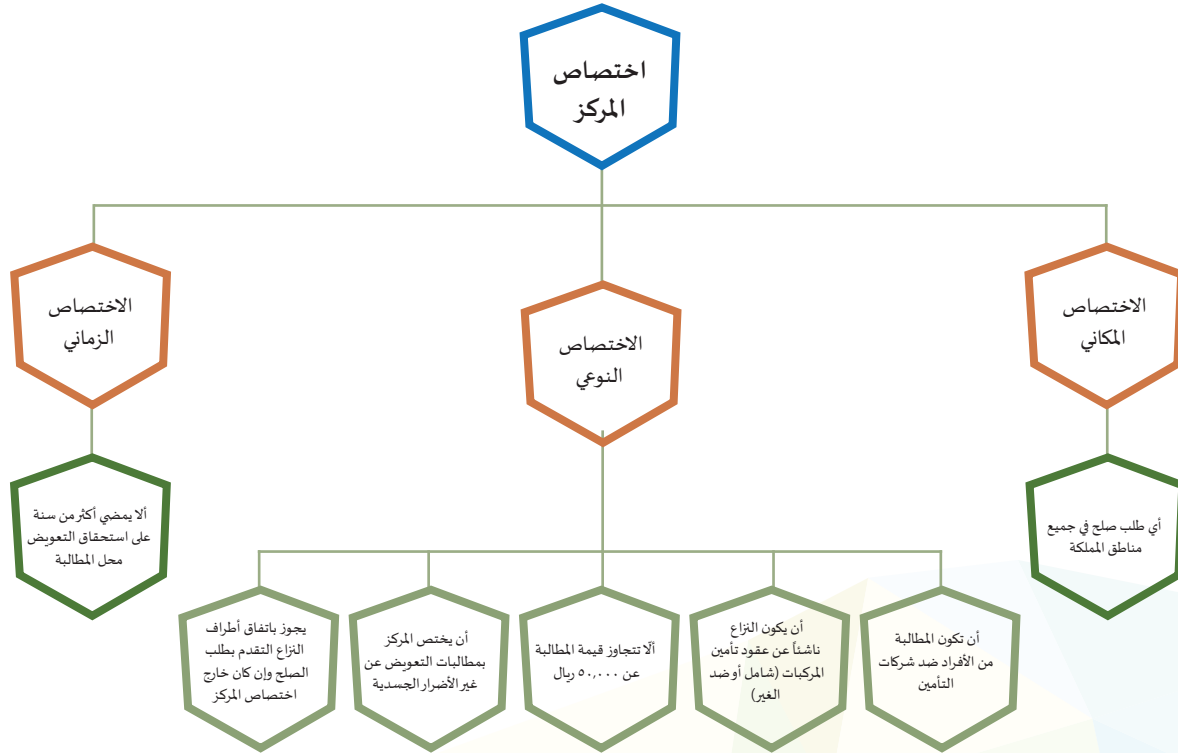 اختصاص
المركز
الاختصاص
المكاني
الاختصاص
النوعي
الاختصاص
الزماني
أي طلب صلح في جميع
مناطق المملكة
ألا يمضي أكثر من سنة
على استحقاق التعويض
محل المطالبة
أن تكون المطالبة
من الأفراد ضد شركات
التأمين
أن يكون النزاع
ناشئاً عن عقود تأمين
المركبات (شامل أو ضد
الغير)
ألّا تتجاوز قيمة المطالبة
عن ٥٠,٠٠٠ ريال
أن يختص المركز
بمطالبات التعويض عن
غير الأضرار الجسدية
يجوز باتفاق أطراف
النزاع التقدم بطلب
الصلح وإن كان خارج
اختصاص المركز